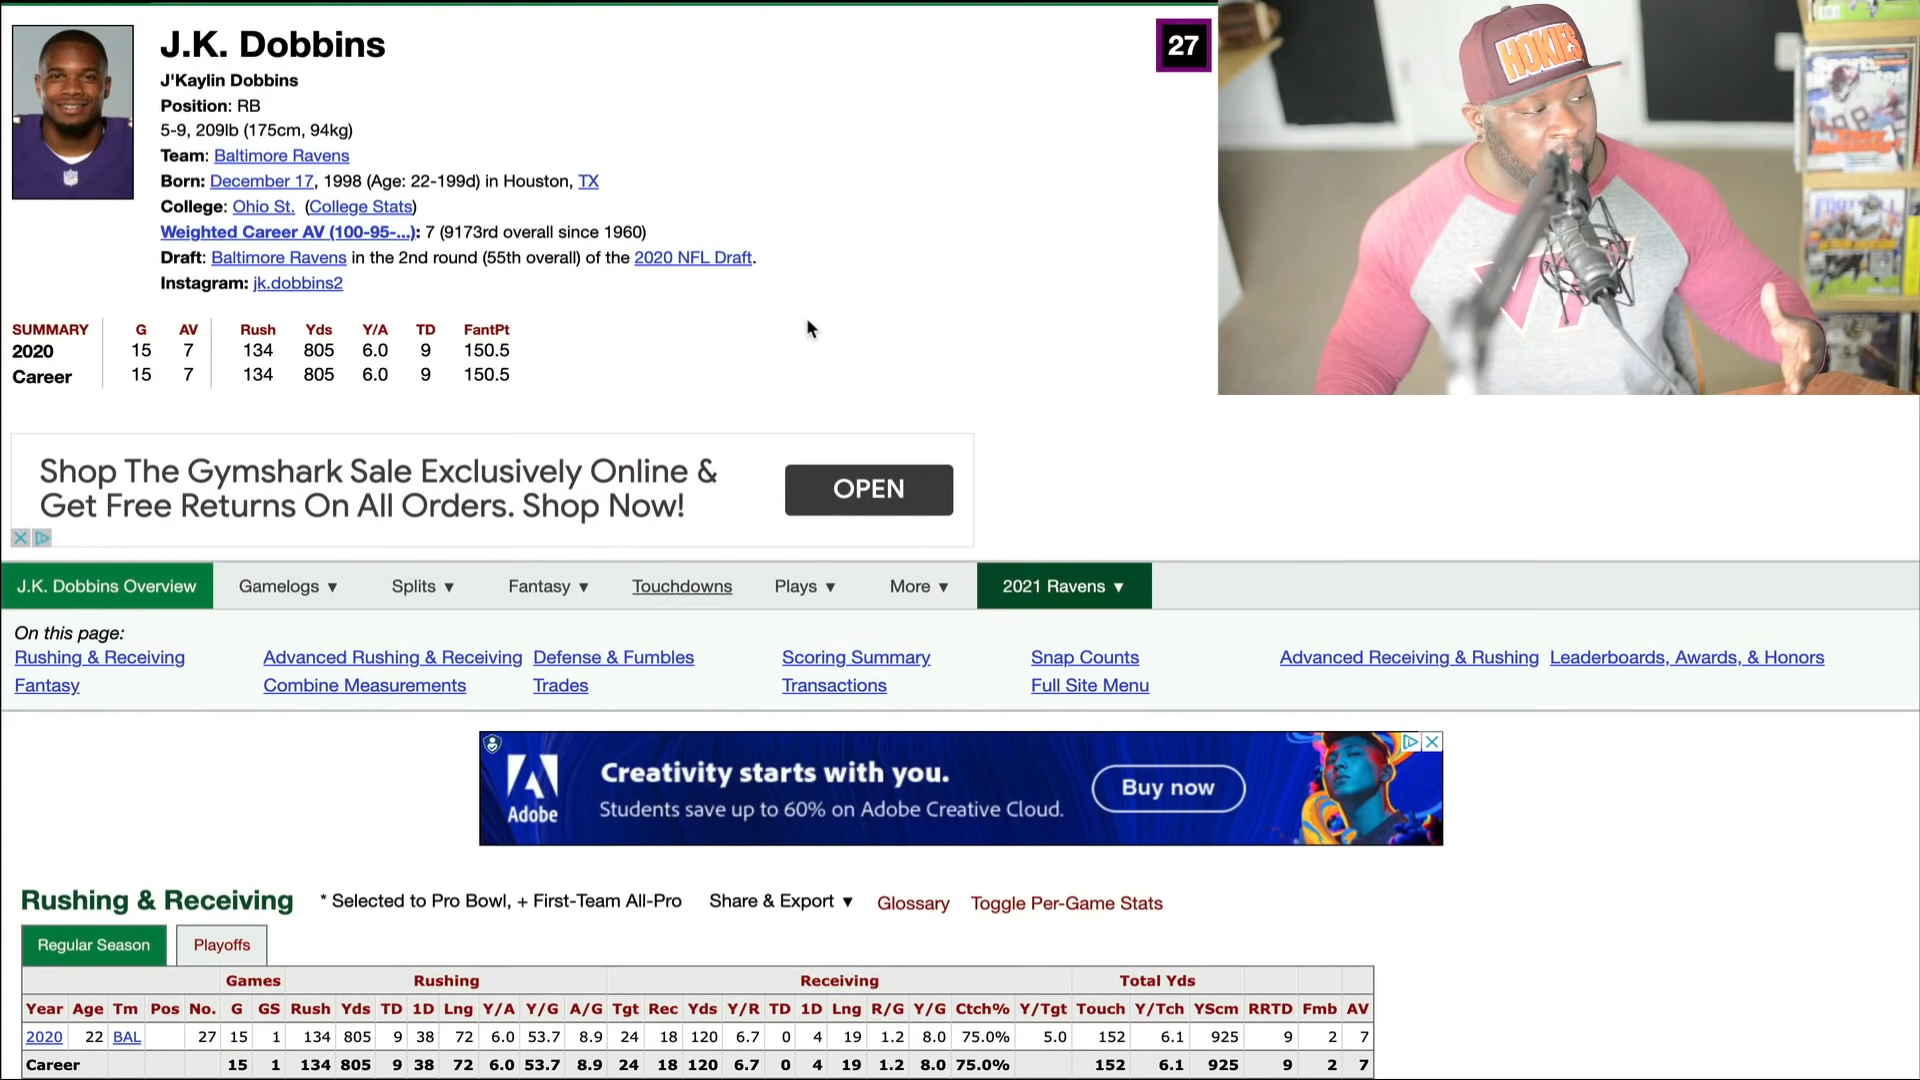 J.K. Dobbins
27
J'Kaylin Dobbins
Position: RB
5-9, 209lb (175cm, 94kg)
Team: Baltimore Ravens
Born: December 17, 1998 (Age: 22-199d) in Houston, TX
College: Ohio St. (College Stats)
Weighted Career AV (100-95-...): 7 (9173rd overall since 1960)
Draft: Baltimore Ravens in the 2nd round (55th overall) of the 2020 NFL Draft.
Instagram: jk.dobbins2
HOKIES
SUMMARY G AV Rush Yds Y/A TD FantPt
2020 15 7 134 805 6.0 9 150.5
Career 15 7 134 805 6.0 9 150.5
Shop The Gymshark Sale Exclusively Online &
Get Free Returns On All Orders. Shop Now!
OPEN
J.K. Dobbins Overview Gamelogs ▼ Splits ▼ Fantasy ▼ Touchdowns Plays ▼ More ▼ 2021 Ravens ▼
On this page:
Rushing & Receiving Advanced Rushing & Receiving Defense & Fumbles Scoring Summary Snap Counts Advanced Receiving & Rushing Leaderboards, Awards, & Honors
Fantasy Combine Measurements Trades Transactions Full Site Menu
Adobe
Creativity starts with you.
Students save up to 60% on Adobe Creative Cloud.
Buy now
Rushing & Receiving * Selected to Pro Bowl, + First-Team All-Pro Share & Export ▼ Glossary Toggle Per-Game Stats
Regular Season Playoffs
Games Rushing Receiving Total Yds
Year Age Tm Pos No. G GS Rush Yds TD 1D Lng Y/A Y/G A/G Tgt Rec Yds Y/R TD 1D Lng R/G Y/G Ctch% Y/Tgt Touch Y/Tch YScm RRTD Fmb AV
2020 22 BAL 27 15 1 134 805 9 38 72 6.0 53.7 8.9 24 18 120 6.7 0 4 19 1.2 8.0 75.0% 5.0 152 6.1 925 9 2 7
Career 15 1 134 805 9 38 72 6.0 53.7 8.9 24 18 120 6.7 0 4 19 1.2 8.0 75.0% 152 6.1 925 9 2 7